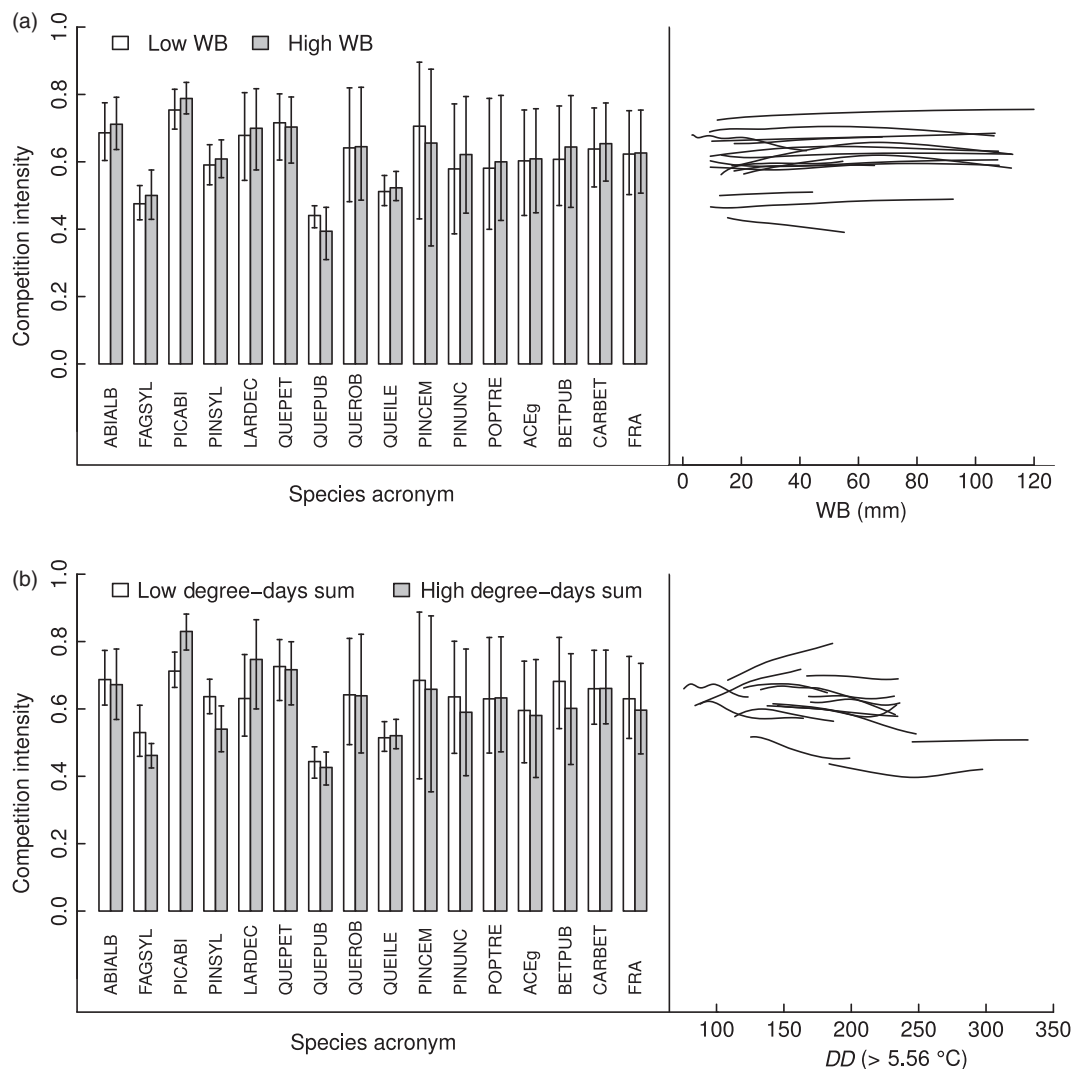 (a)
Low WB High WB
Competition intensity
0.0 0.2 0.4 0.6 0.8 1.0
ABIALB FAGSYL PICABI PINSYL LARDEC QUEPET QUEPUB QUEROB QUEILE PINCEM PINUNC POPTRE ACEg BETPUB CARBET FRA
Species acronym
0 20 40 60 80 100 120
WB (mm)
(b)
Low degree−days sum High degree−days sum
Competition intensity
0.0 0.2 0.4 0.6 0.8 1.0
ABIALB FAGSYL PICABI PINSYL LARDEC QUEPET QUEPUB QUEROB QUEILE PINCEM PINUNC POPTRE ACEg BETPUB CARBET FRA
Species acronym
100 150 200 250 300 350
DD (> 5.56 °C)